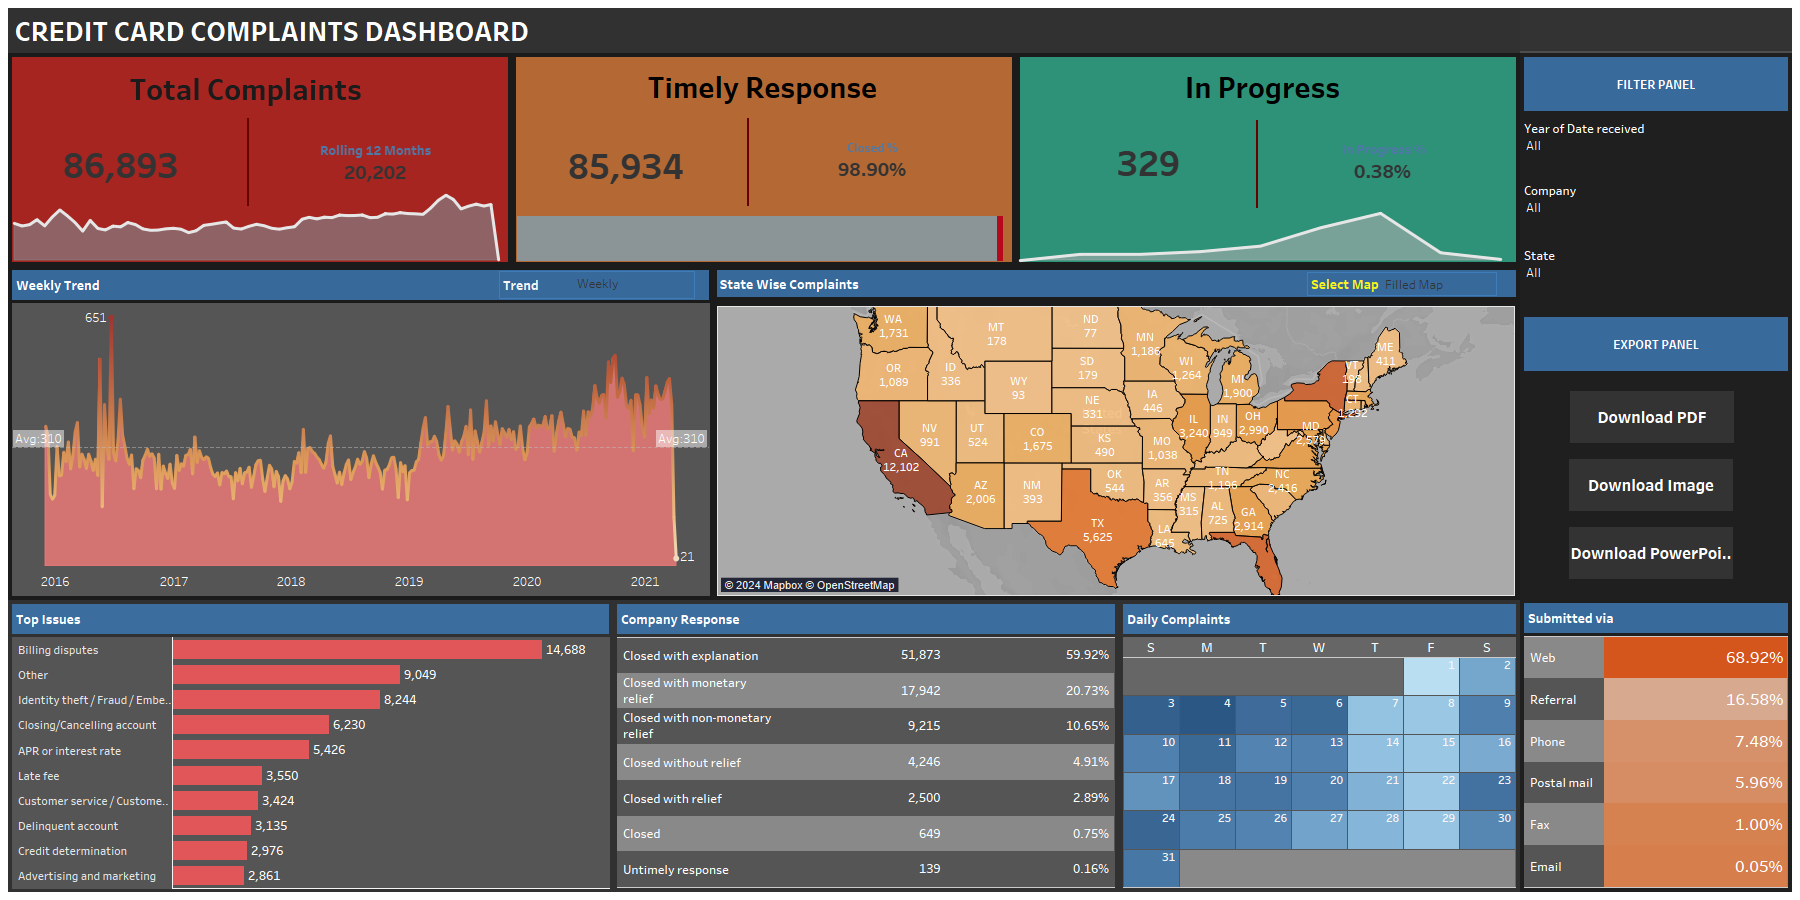 CREDIT CARD COMPLAINTS DASHBOARD
Total Complaints
86,893
Rolling 12 Months
20,202
Timely Response
85,934
Closed %
98.90%
In Progress
329
In Progress %
0.38%
FILTER PANEL
Year of Date received
All
Company
All
State
All
EXPORT PANEL
Download PDF
Download Image
Download PowerPoi..
Weekly Trend
Trend Weekly
651
Avg:310
Avg:310
21
2016 2017 2018 2019 2020 2021
State Wise Complaints
Select Map Filled Map
WA
1,731
MT
178
ND
77
MN
1,186
OR
1,089
ID
336
WY
93
SD
179
WI
1,264
MI
1,900
VT
198
ME
411
NE
331
IA
446
CT
1,292
NV
991
UT
524
CO
1,675
KS
490
MO
1,038
IL
3,240
IN
949
OH
2,990
MD
2,579
CA
12,102
AZ
2,006
NM
393
OK
544
AR
356
TN
1,196
NC
2,416
MS
315
AL
725
GA
2,914
TX
5,625
LA
645
© 2024 Mapbox © OpenStreetMap
Top Issues
Billing disputes 14,688
Other 9,049
Identity theft / Fraud / Embe.. 8,244
Closing/Cancelling account 6,230
APR or interest rate 5,426
Late fee 3,550
Customer service / Custome.. 3,424
Delinquent account 3,135
Credit determination 2,976
Advertising and marketing 2,861
Company Response
Closed with explanation 51,873 59.92%
Closed with monetary
relief 17,942 20.73%
Closed with non-monetary
relief 9,215 10.65%
Closed without relief 4,246 4.91%
Closed with relief 2,500 2.89%
Closed 649 0.75%
Untimely response 139 0.16%
Daily Complaints
S M T W T F S
1 2
3 4 5 6 7 8 9
10 11 12 13 14 15 16
17 18 19 20 21 22 23
24 25 26 27 28 29 30
31
Submitted via
Web 68.92%
Referral 16.58%
Phone 7.48%
Postal mail 5.96%
Fax 1.00%
Email 0.05%